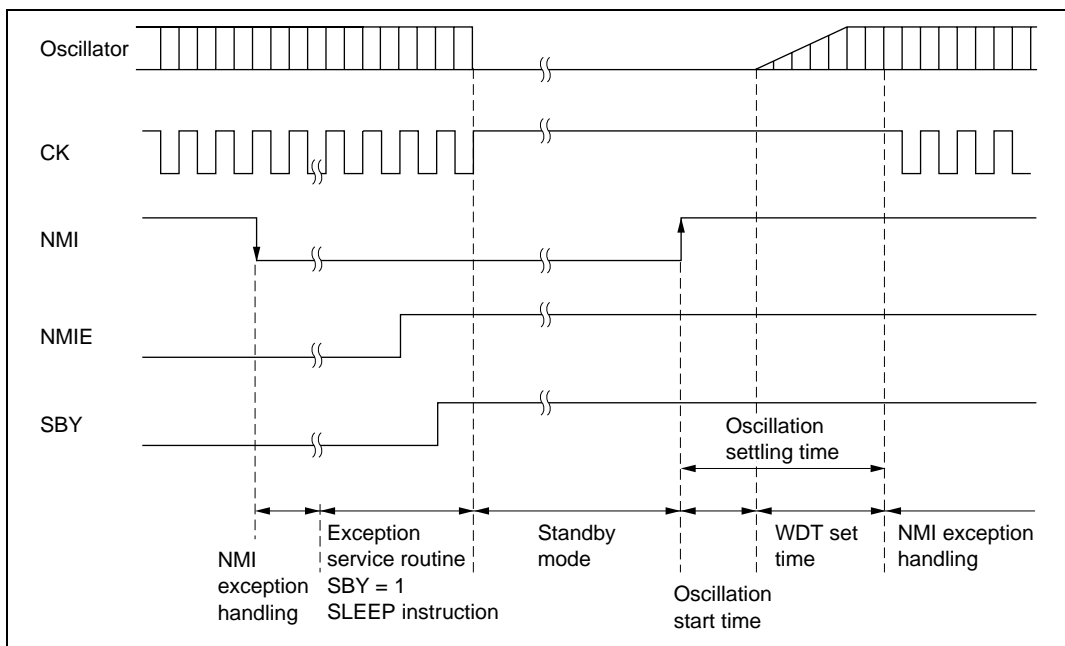 Oscillator
CK
NMI
NMIE
SBY
Oscillation
settling time
NMI
exception
handling
Exception
service routine
SBY = 1
SLEEP instruction
Standby
mode
Oscillation
start time
WDT set
time
NMI exception
handling